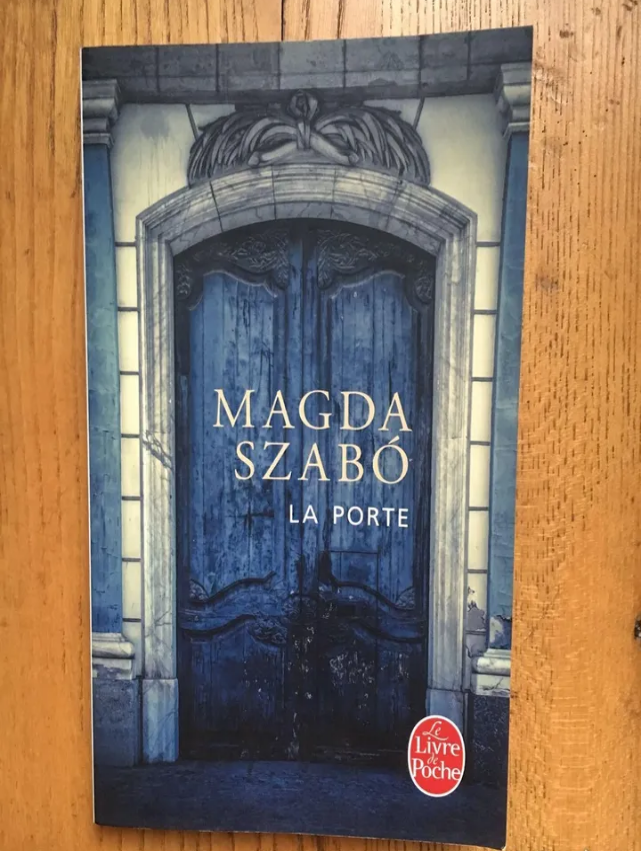 MAGDA
SZABÓ
LA PORTE
Le
Livre
de
Poche